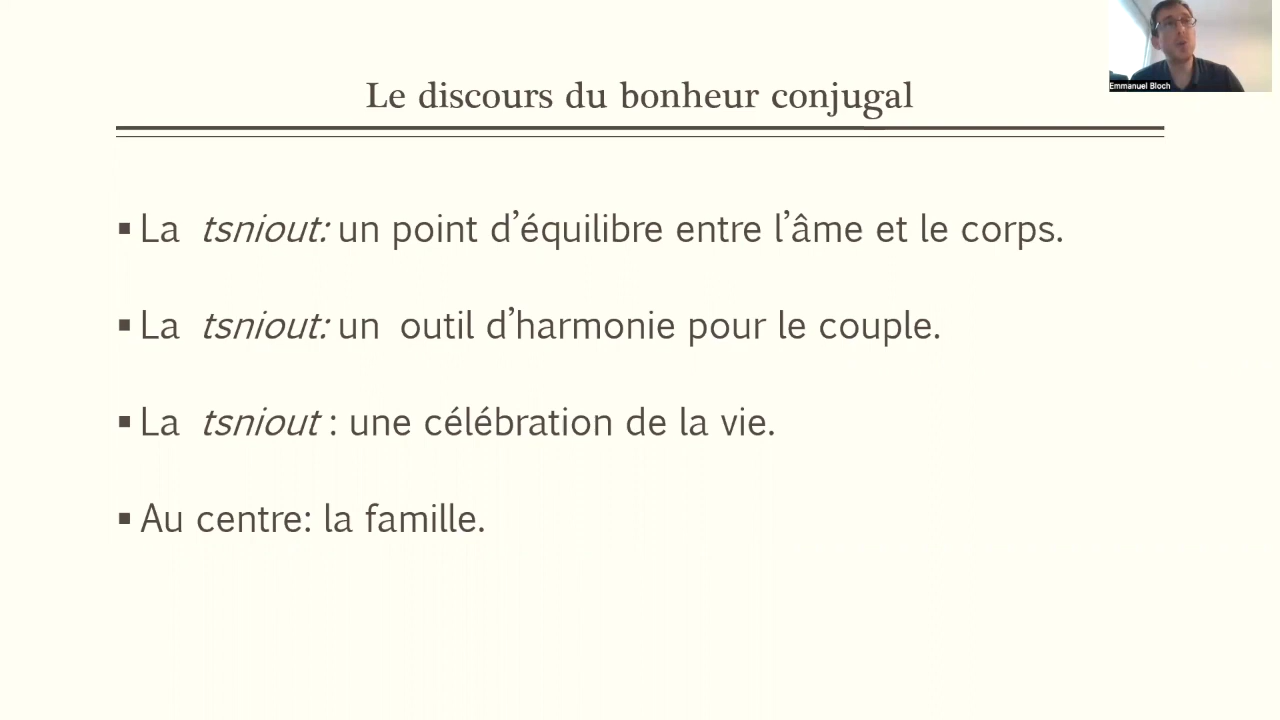 Emmanuel Bloch
Le discours du bonheur conjugal
▪ La tsniout: un point d’équilibre entre l’âme et le corps.
▪ La tsniout: un outil d’harmonie pour le couple.
▪ La tsniout : une célébration de la vie.
▪ Au centre: la famille.